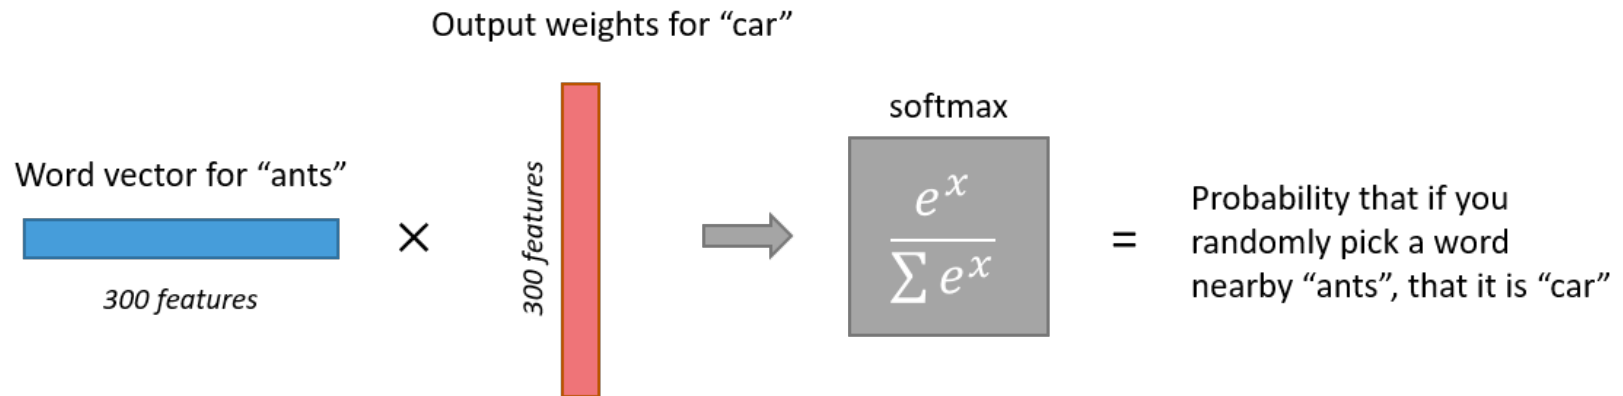 Output weights for “car”
softmax
Word vector for “ants”
300 features
×
300 features
e^x
∑ e^x
=
Probability that if you
randomly pick a word
nearby “ants”, that it is “car”